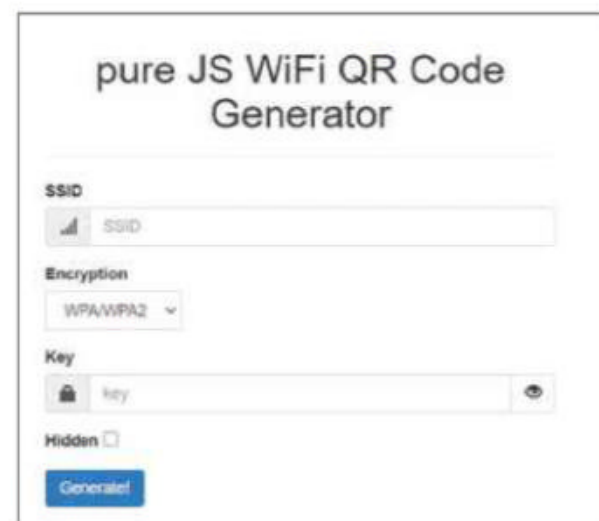 pure JS WiFi QR Code
Generator
SSID
SSID
Encryption
WPA/WPA2
Key
key
Hidden
Generate!